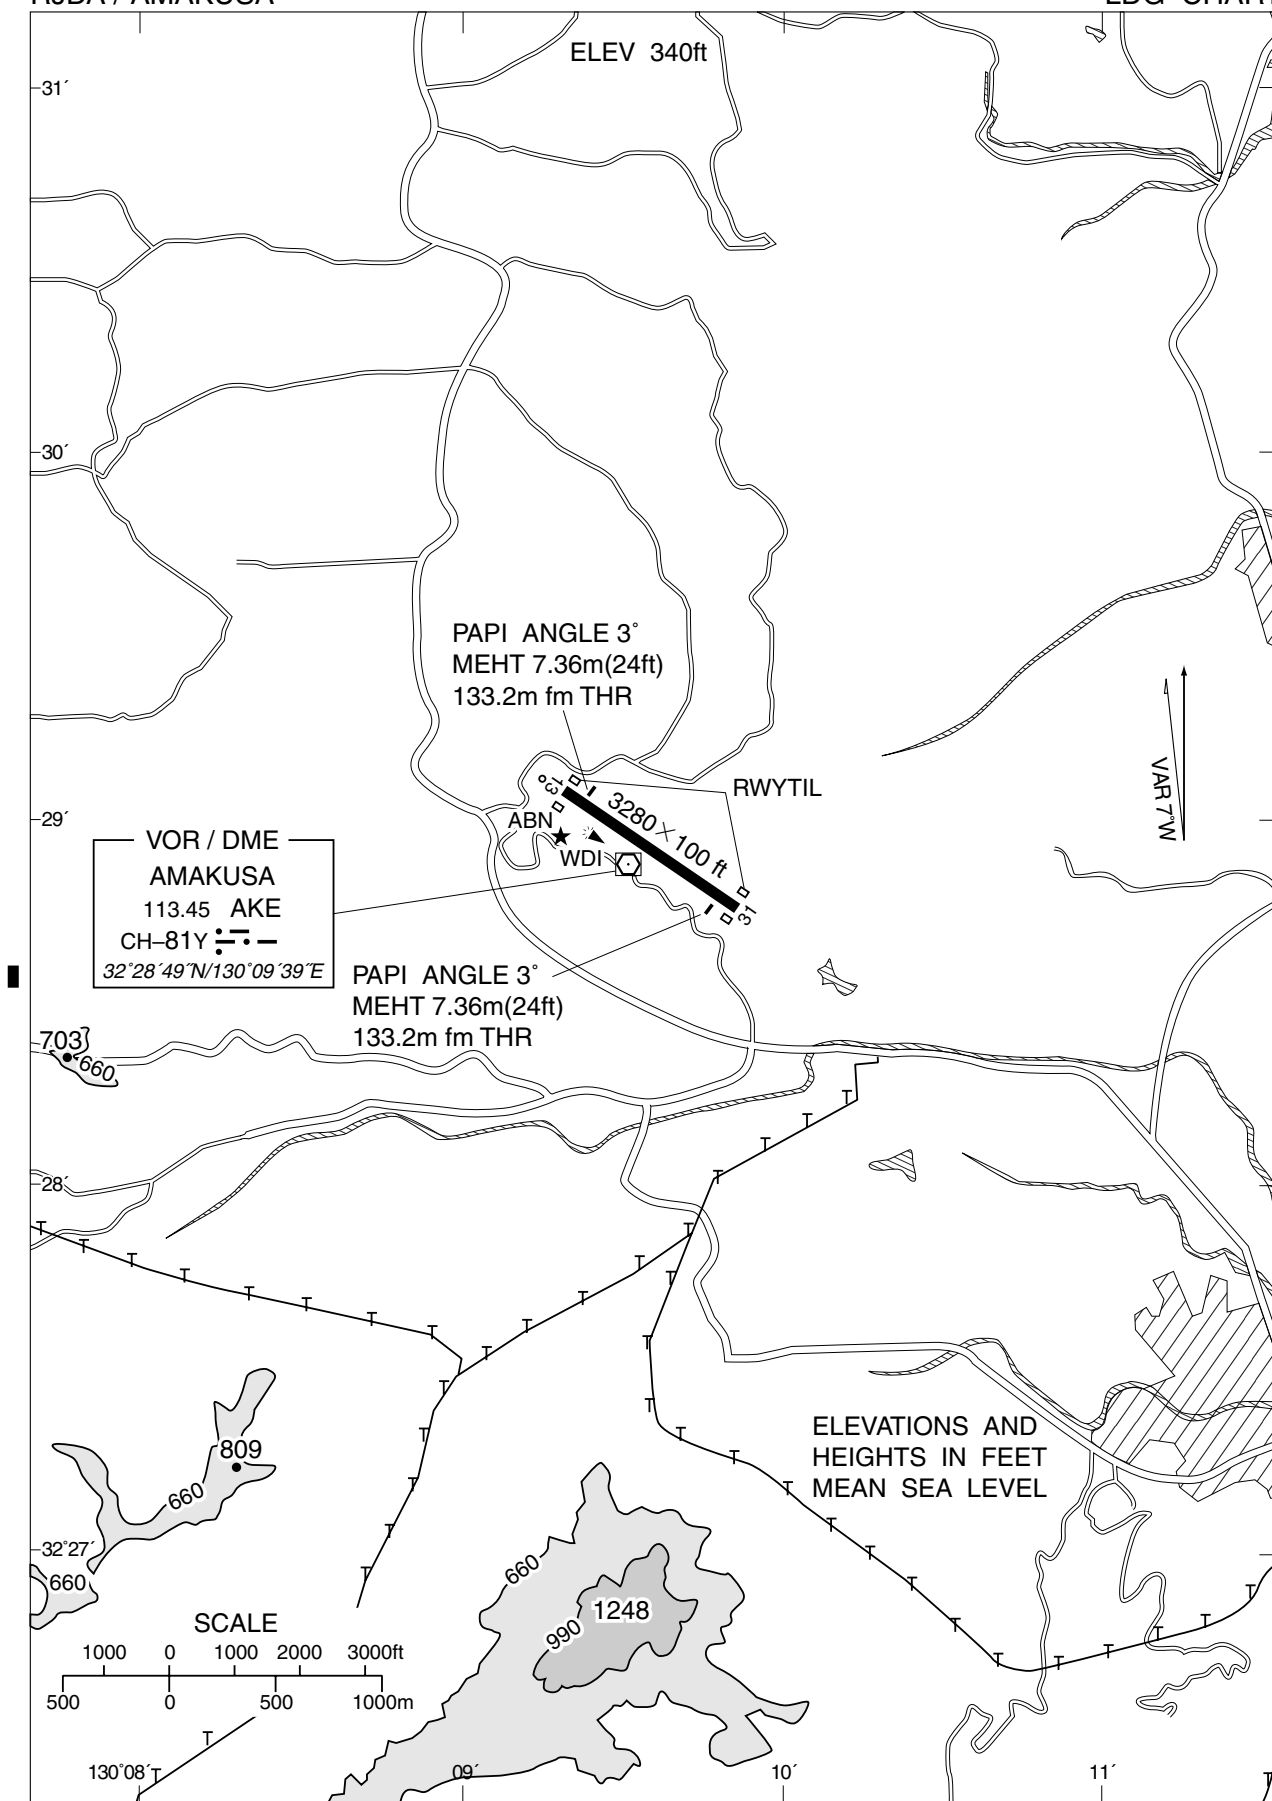 RJDA / AMAKUSA
LDG CHART
ELEV 340ft
31´
30´
PAPI ANGLE 3°
MEHT 7.36m(24ft)
133.2m fm THR
VAR 7°W
RWYTIL
13
3280 × 100 ft
31
ABN
WDI
29´
VOR / DME
AMAKUSA
113.45 AKE
CH–81Y
32°28´49˝N/130°09´39˝E
PAPI ANGLE 3°
MEHT 7.36m(24ft)
133.2m fm THR
703
660
28´
T T T T T T T T T T T T T T T T T T T T T T T T T T T T T T T T T T T T T T T T T T
ELEVATIONS AND
HEIGHTS IN FEET
MEAN SEA LEVEL
809
660
32°27´
660
660
990
1248
SCALE
1000 0 1000 2000 3000ft
500 0 500 1000m
130°08´ 09´ 10´ 11´